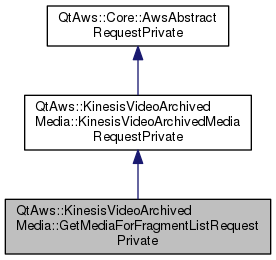 QtAws::Core::AwsAbstract
RequestPrivate
QtAws::KinesisVideoArchived
Media::KinesisVideoArchivedMedia
RequestPrivate
QtAws::KinesisVideoArchived
Media::GetMediaForFragmentListRequest
Private